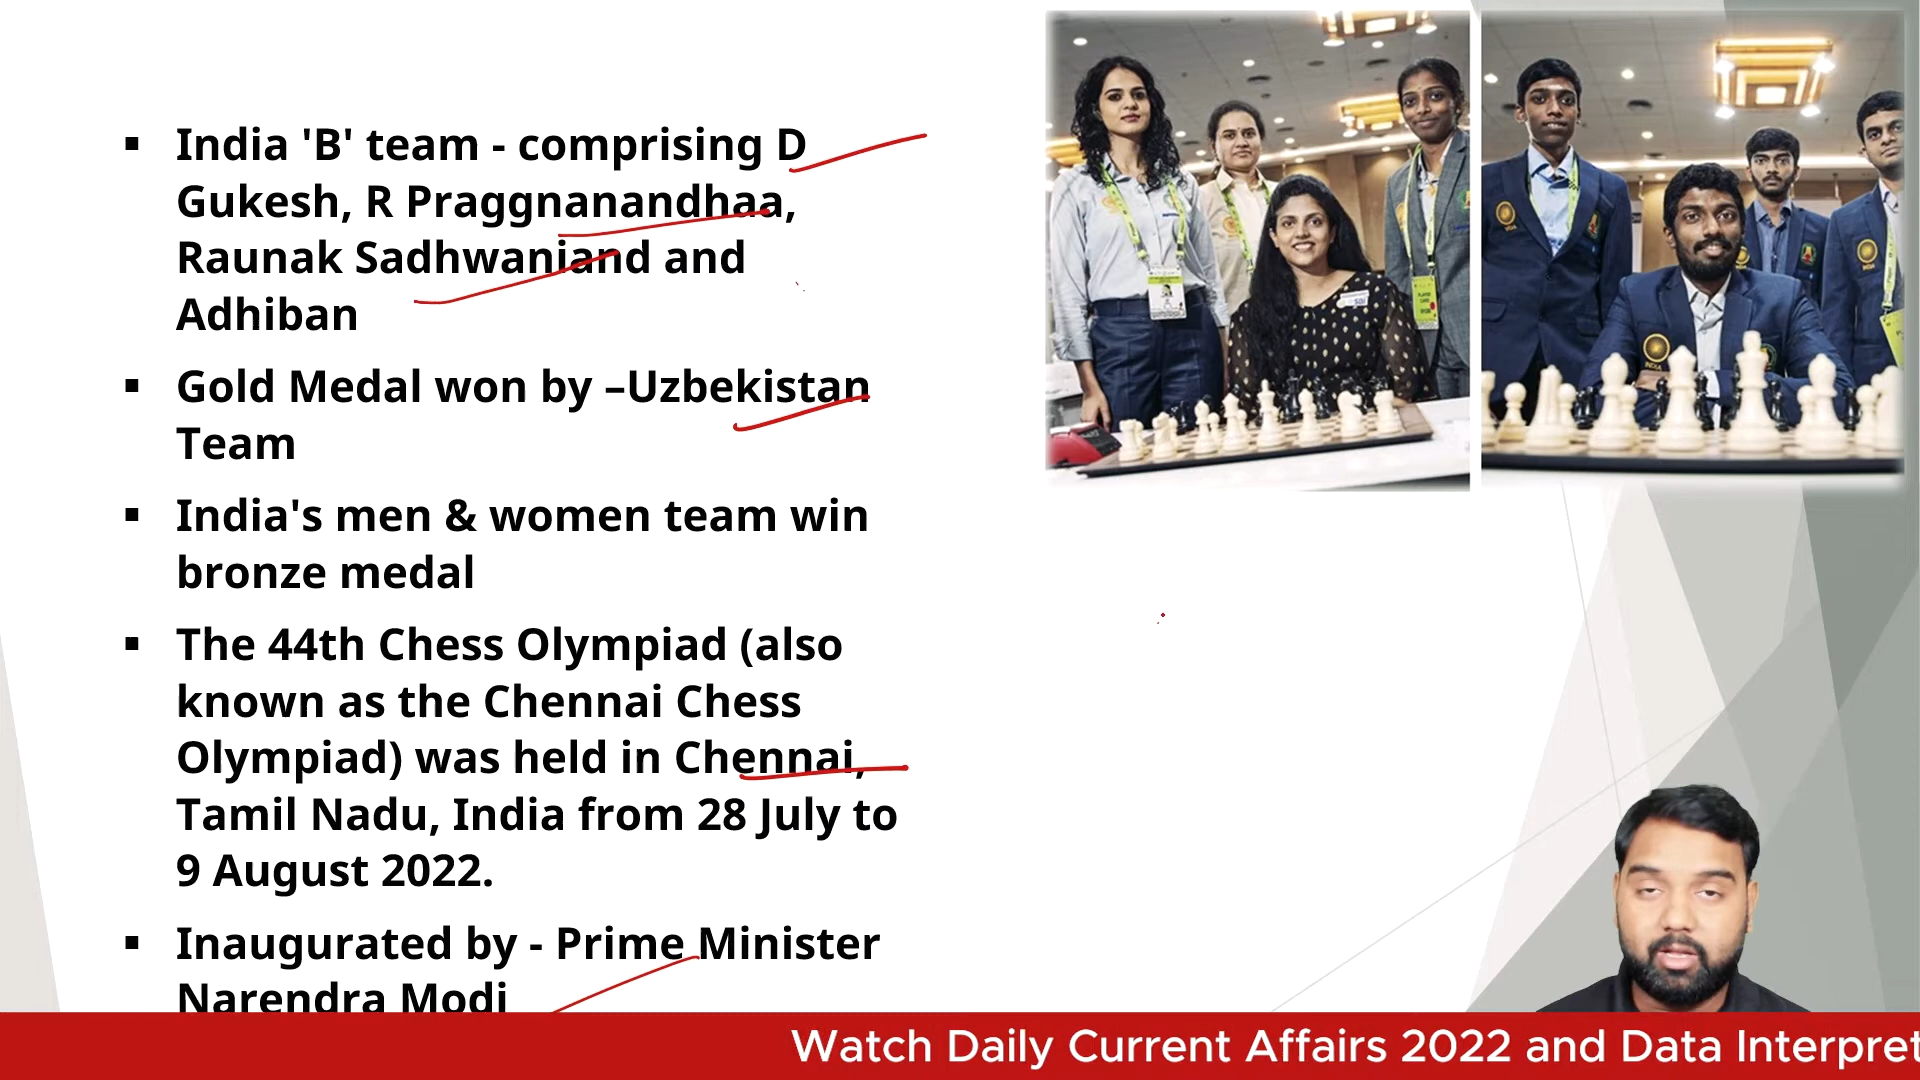 India 'B' team - comprising D
Gukesh, R Praggnanandhaa,
Raunak Sadhwaniand and
Adhiban
Gold Medal won by –Uzbekistan
Team
India's men & women team win
bronze medal
The 44th Chess Olympiad (also
known as the Chennai Chess
Olympiad) was held in Chennai,
Tamil Nadu, India from 28 July to
9 August 2022.
Inaugurated by - Prime Minister
Narendra Modi
Watch Daily Current Affairs 2022 and Data Interpret